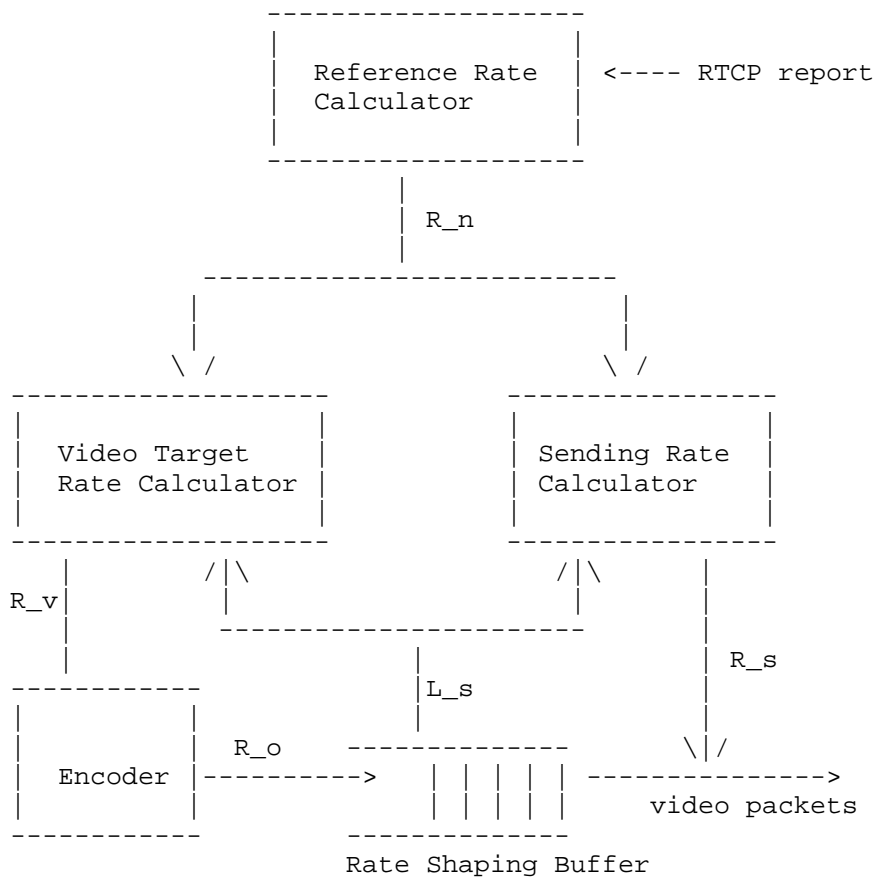 Reference Rate <---- RTCP report
Calculator
R_n
Video Target Sending Rate
Rate Calculator Calculator
R_v
R_s
L_s
R_o
Encoder
video packets
Rate Shaping Buffer